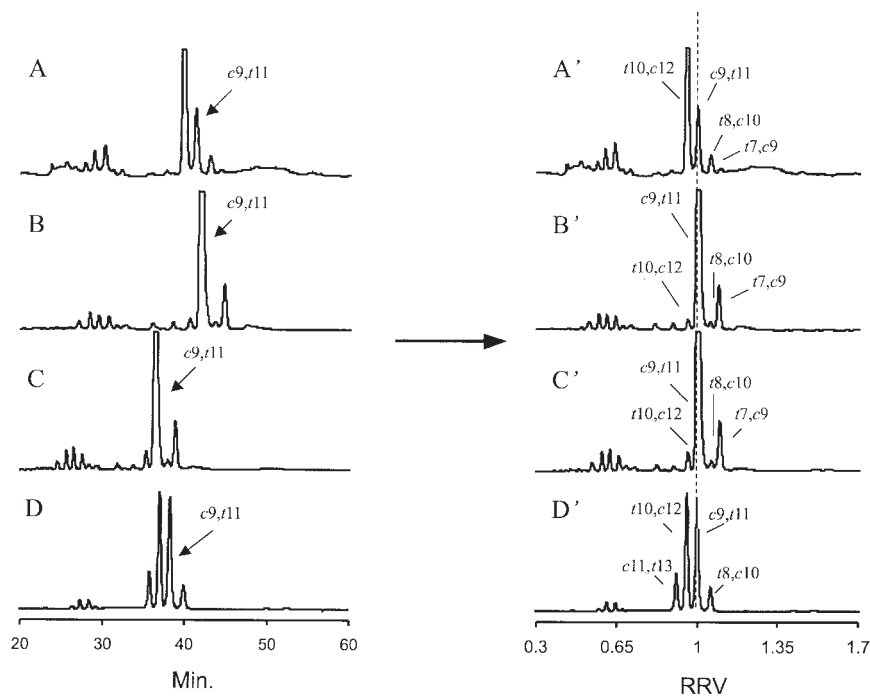 A
c9,t11
B
c9,t11
C
c9,t11
D
c9,t11
20 30 40 50 60
Min.
A'
t10,c12
c9,t11
t8,c10
t7,c9
B'
c9,t11
t10,c12
t8,c10
t7,c9
C'
c9,t11
t10,c12
t8,c10
t7,c9
D'
t10,c12
c9,t11
c11,t13
t8,c10
0.3 0.65 1 1.35 1.7
RRV